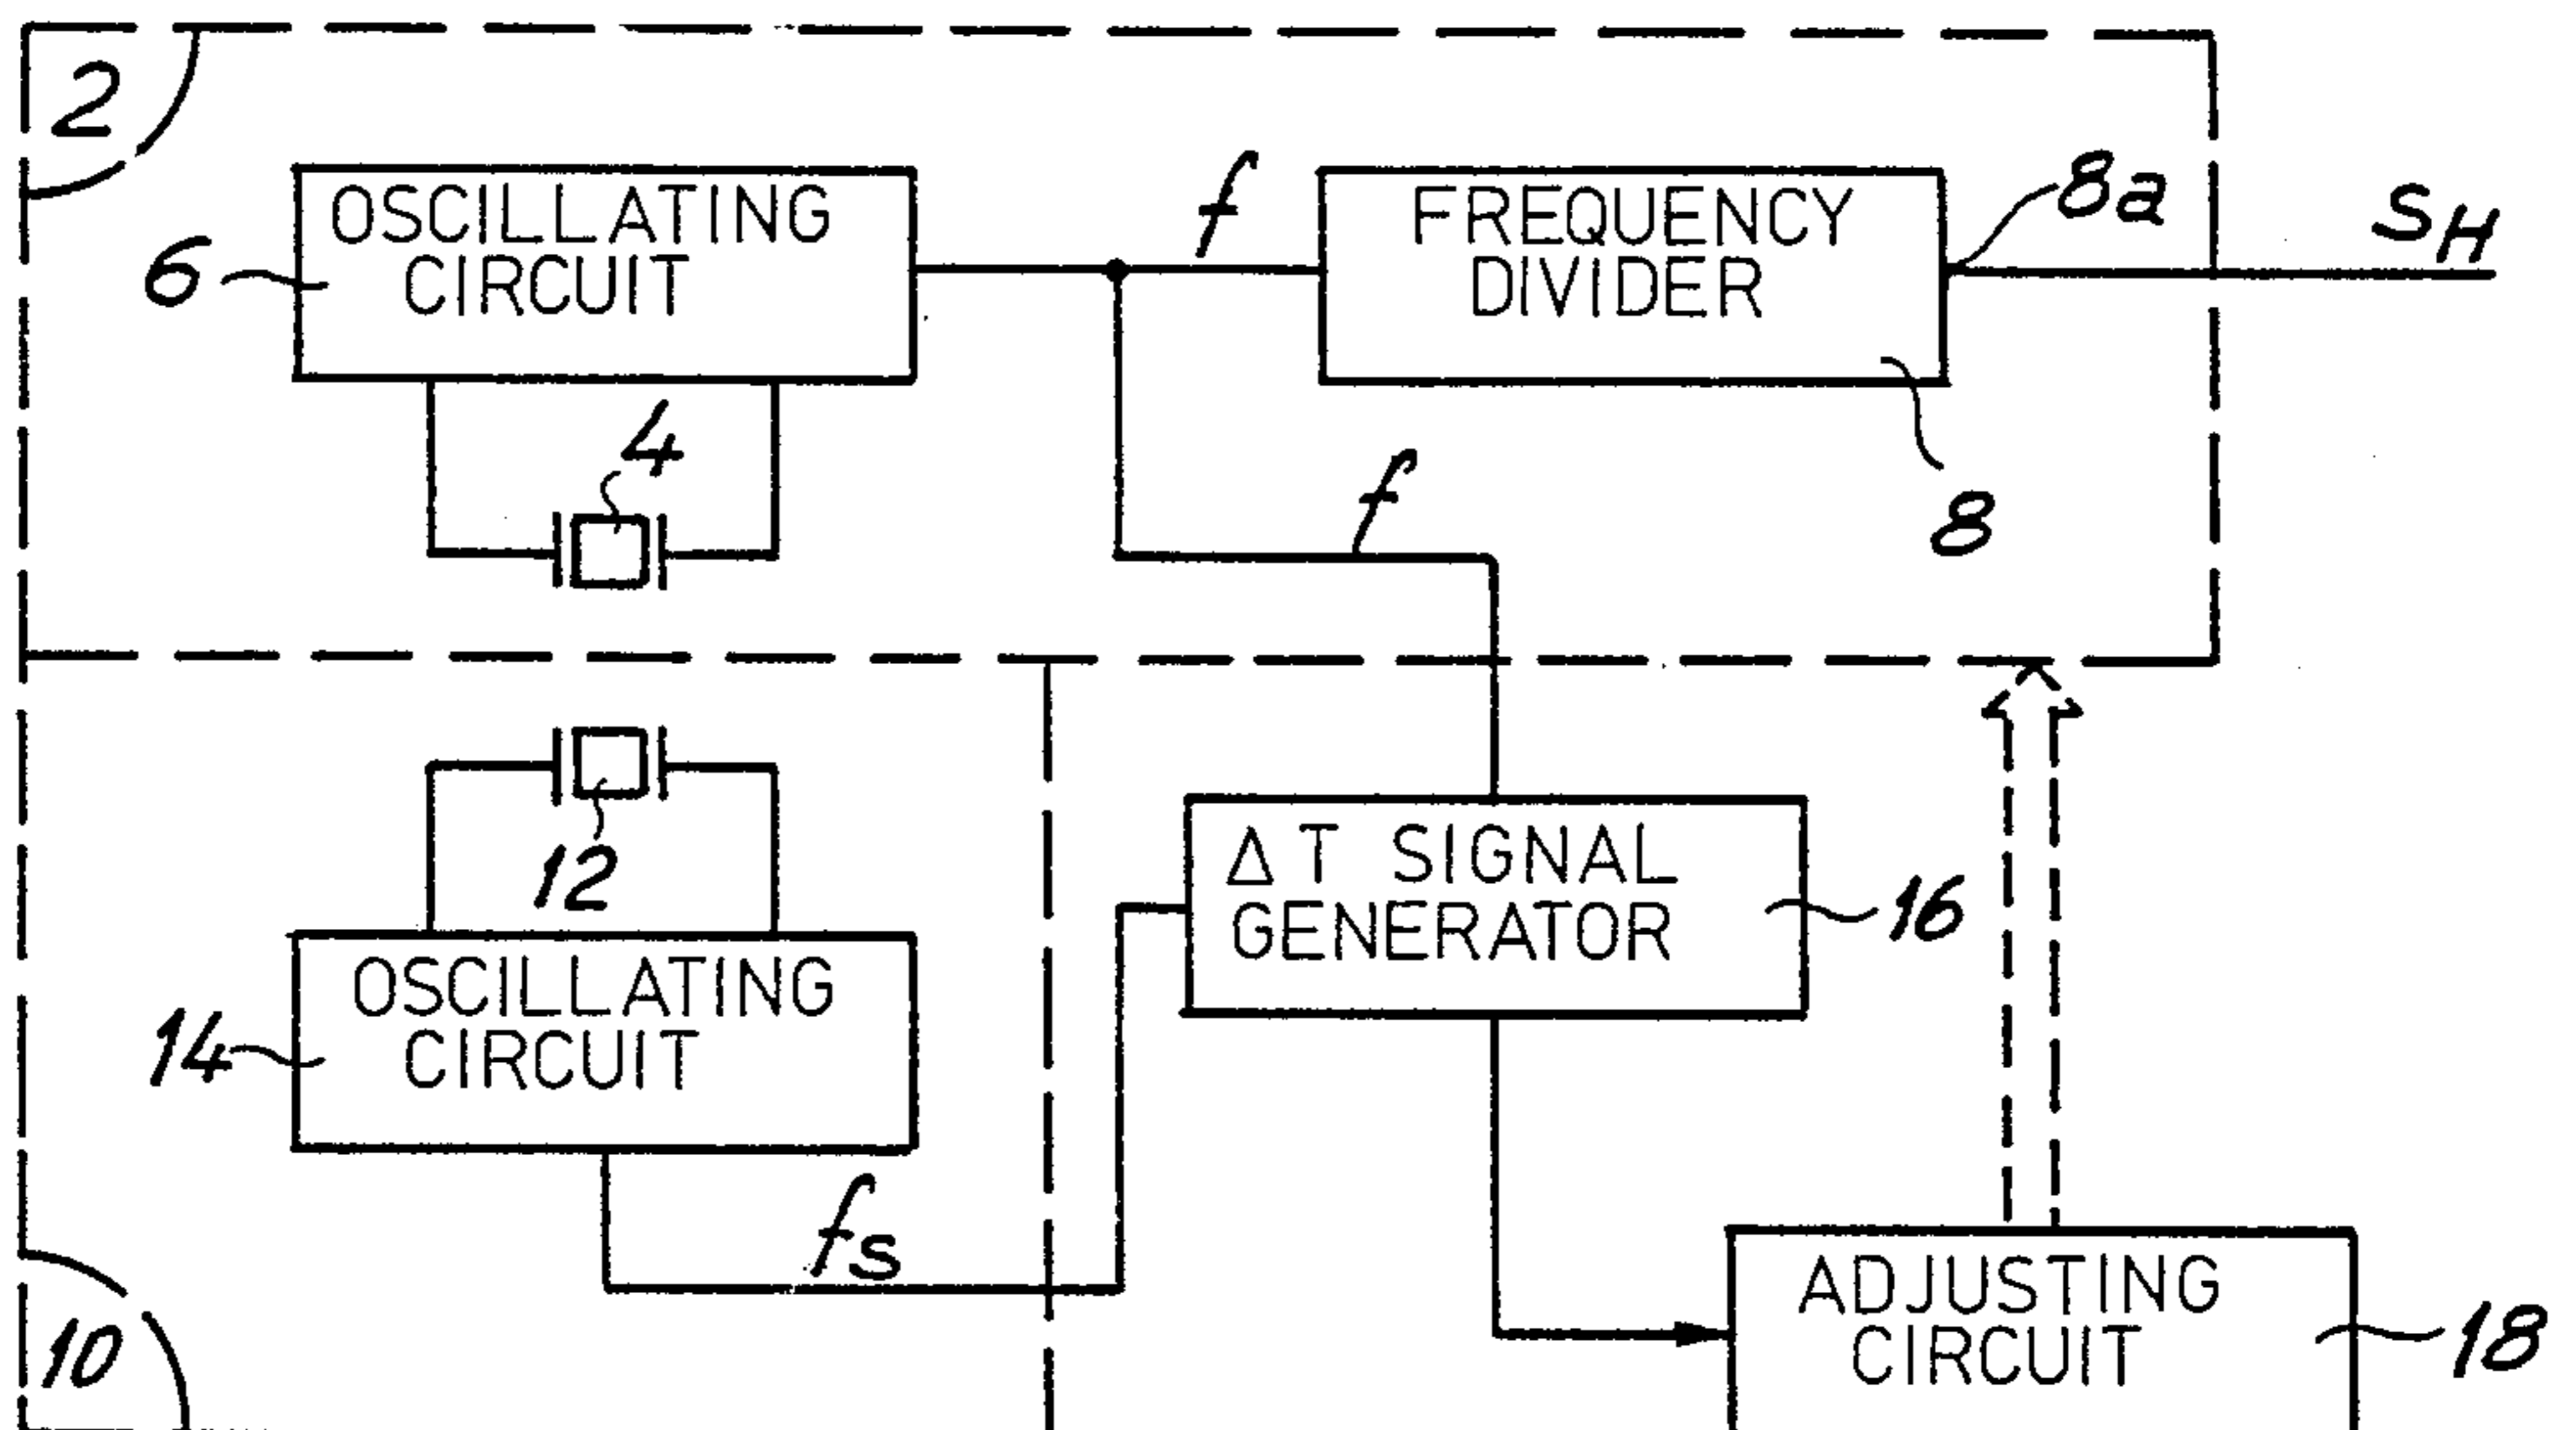 2
OSCILLATING
CIRCUIT
6
f
FREQUENCY
DIVIDER
8a
SH
4
f
8
12
Δ T SIGNAL
GENERATOR
16
OSCILLATING
CIRCUIT
14
fs
10
ADJUSTING
CIRCUIT
18